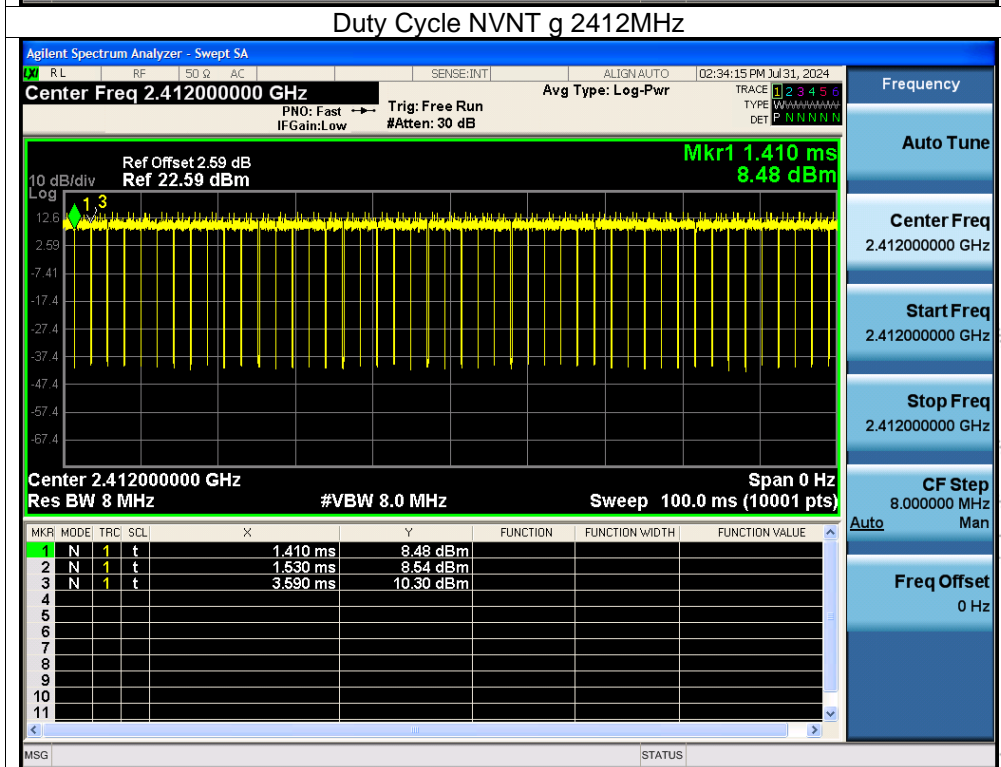 Duty Cycle NVNT g 2412MHz
Agilent Spectrum Analyzer - Swept SA
LXI RL RF 50 Ω AC SENSE:INT ALIGN AUTO 02:34:15 PM Jul 31, 2024
Center Freq 2.412000000 GHz Avg Type: Log-Pwr TRACE 1 2 3 4 5 6
PNO: Fast Trig: Free Run TYPE WWWWWW
IFGain:Low #Atten: 30 dB DET P N N N N N
Mkr1 1.410 ms
8.48 dBm
Ref Offset 2.59 dB
10 dB/div Ref 22.59 dBm
Log
1 3
12.6
2.59
-7.41
-17.4
-27.4
-37.4
-47.4
-57.4
-67.4
Center 2.412000000 GHz Span 0 Hz
Res BW 8 MHz #VBW 8.0 MHz Sweep 100.0 ms (10001 pts)
MKR MODE TRC SCL X Y FUNCTION FUNCTION WIDTH FUNCTION VALUE
1 N 1 t 1.410 ms 8.48 dBm
2 N 1 t 1.530 ms 8.54 dBm
3 N 1 t 3.590 ms 10.30 dBm
4
5
6
7
8
9
10
11
MSG STATUS
Frequency
Auto Tune
Center Freq
2.412000000 GHz
Start Freq
2.412000000 GHz
Stop Freq
2.412000000 GHz
CF Step
8.000000 MHz
Auto Man
Freq Offset
0 Hz